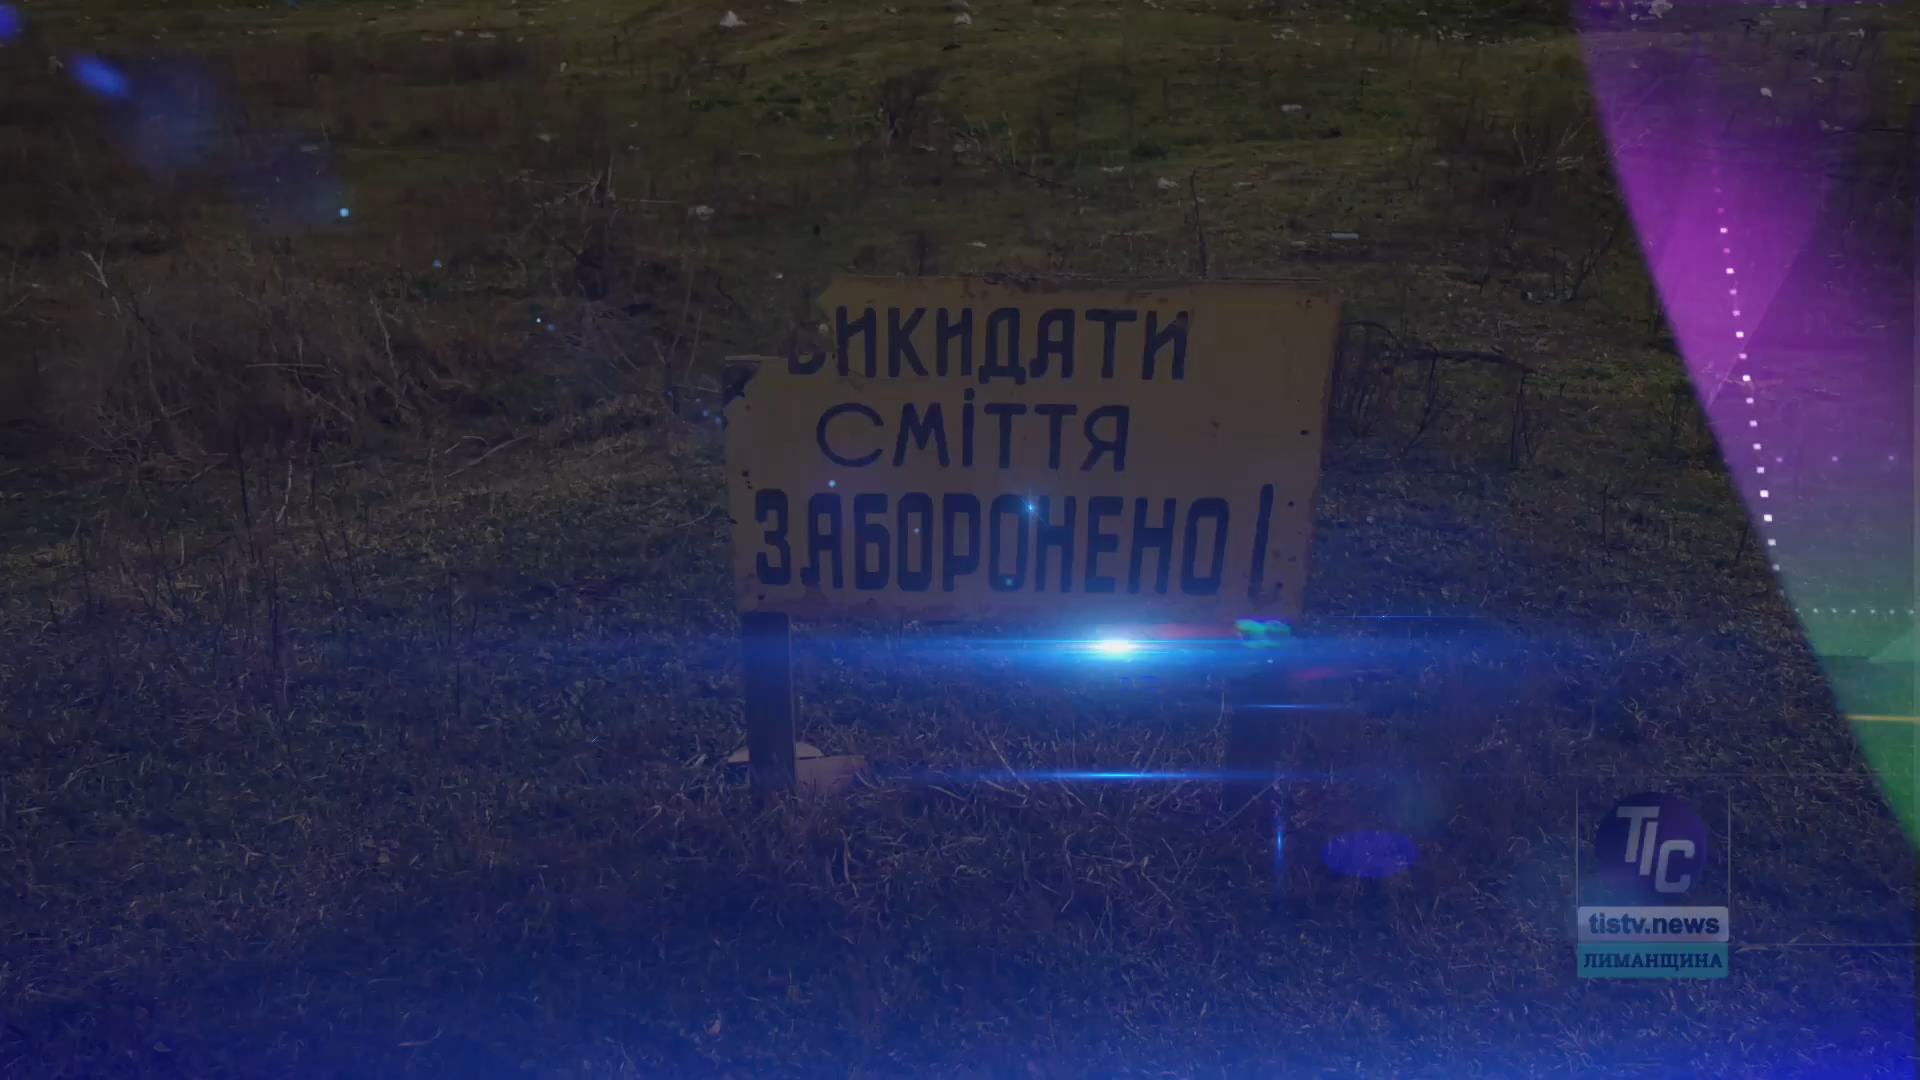 ВИКИДАТИ
СМІТТЯ
ЗАБОРОНЕНО!
ТІС
tistv.news
ЛИМАНЩИНА